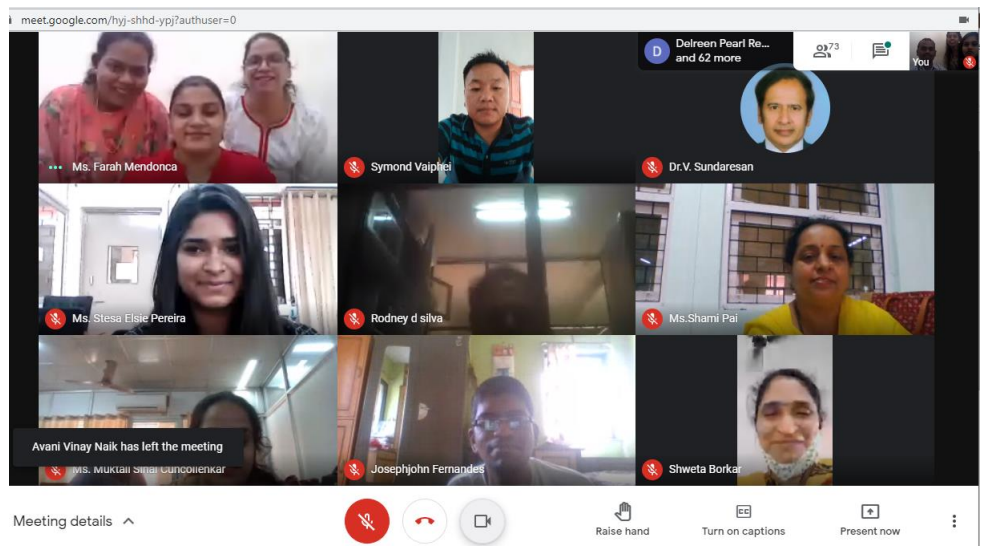 meet.google.com/hyj-shhd-ypj?authuser=0
D
Delreen Pearl Re...
and 62 more
73
You
Ms. Farah Mendonca
Symond Vaiphei
Dr.V. Sundaresan
Ms. Stesa Elsie Pereira
Rodney d silva
Ms.Shami Pai
Avani Vinay Naik has left the meeting
Ms. Muktali Sinai Cuncolienkar
Josephjohn Fernandes
Shweta Borkar
Meeting details
Raise hand
CC
Turn on captions
Present now